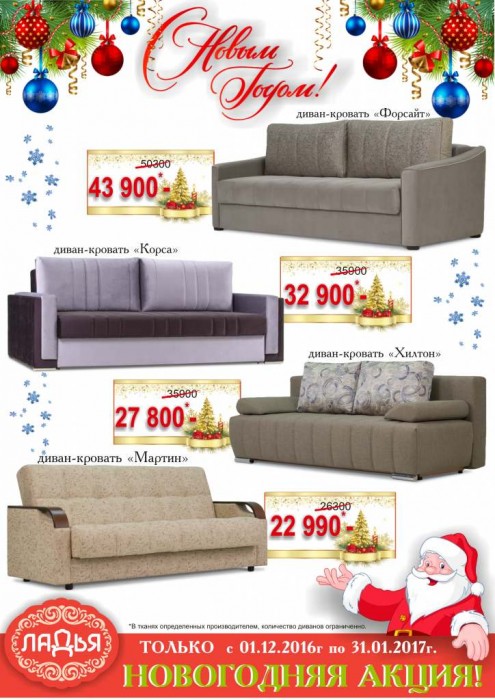 С Новым
Годом!
диван-кровать «Форсайт»
50300
43 900*-
диван-кровать «Корса»
35900
32 900*-
диван-кровать «Хилтон»
35900
27 800*-
диван-кровать «Мартин»
26300
22 990*-
*В тканях определенных производителем, количество диванов ограниченно.
ЛАДЬЯ
ТОЛЬКО с 01.12.2016г по 31.01.2017г.
НОВОГОДНЯЯ АКЦИЯ!